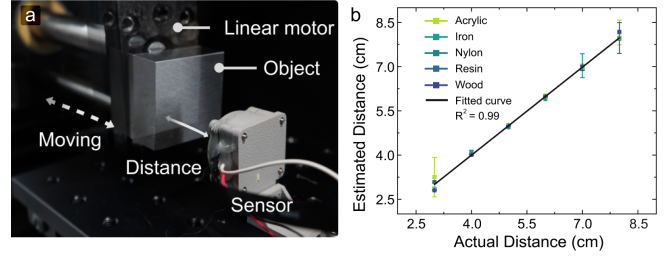 a
Linear motor
Object
Moving
Distance
Sensor
b
Estimated Distance (cm)
8.5
7.0
5.5
4.0
2.5
Acrylic
Iron
Nylon
Resin
Wood
Fitted curve
R² = 0.99
2.5 4.0 5.5 7.0 8.5
Actual Distance (cm)